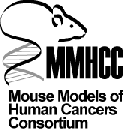 MMHCC
Mouse Models of
Human Cancers
Consortium